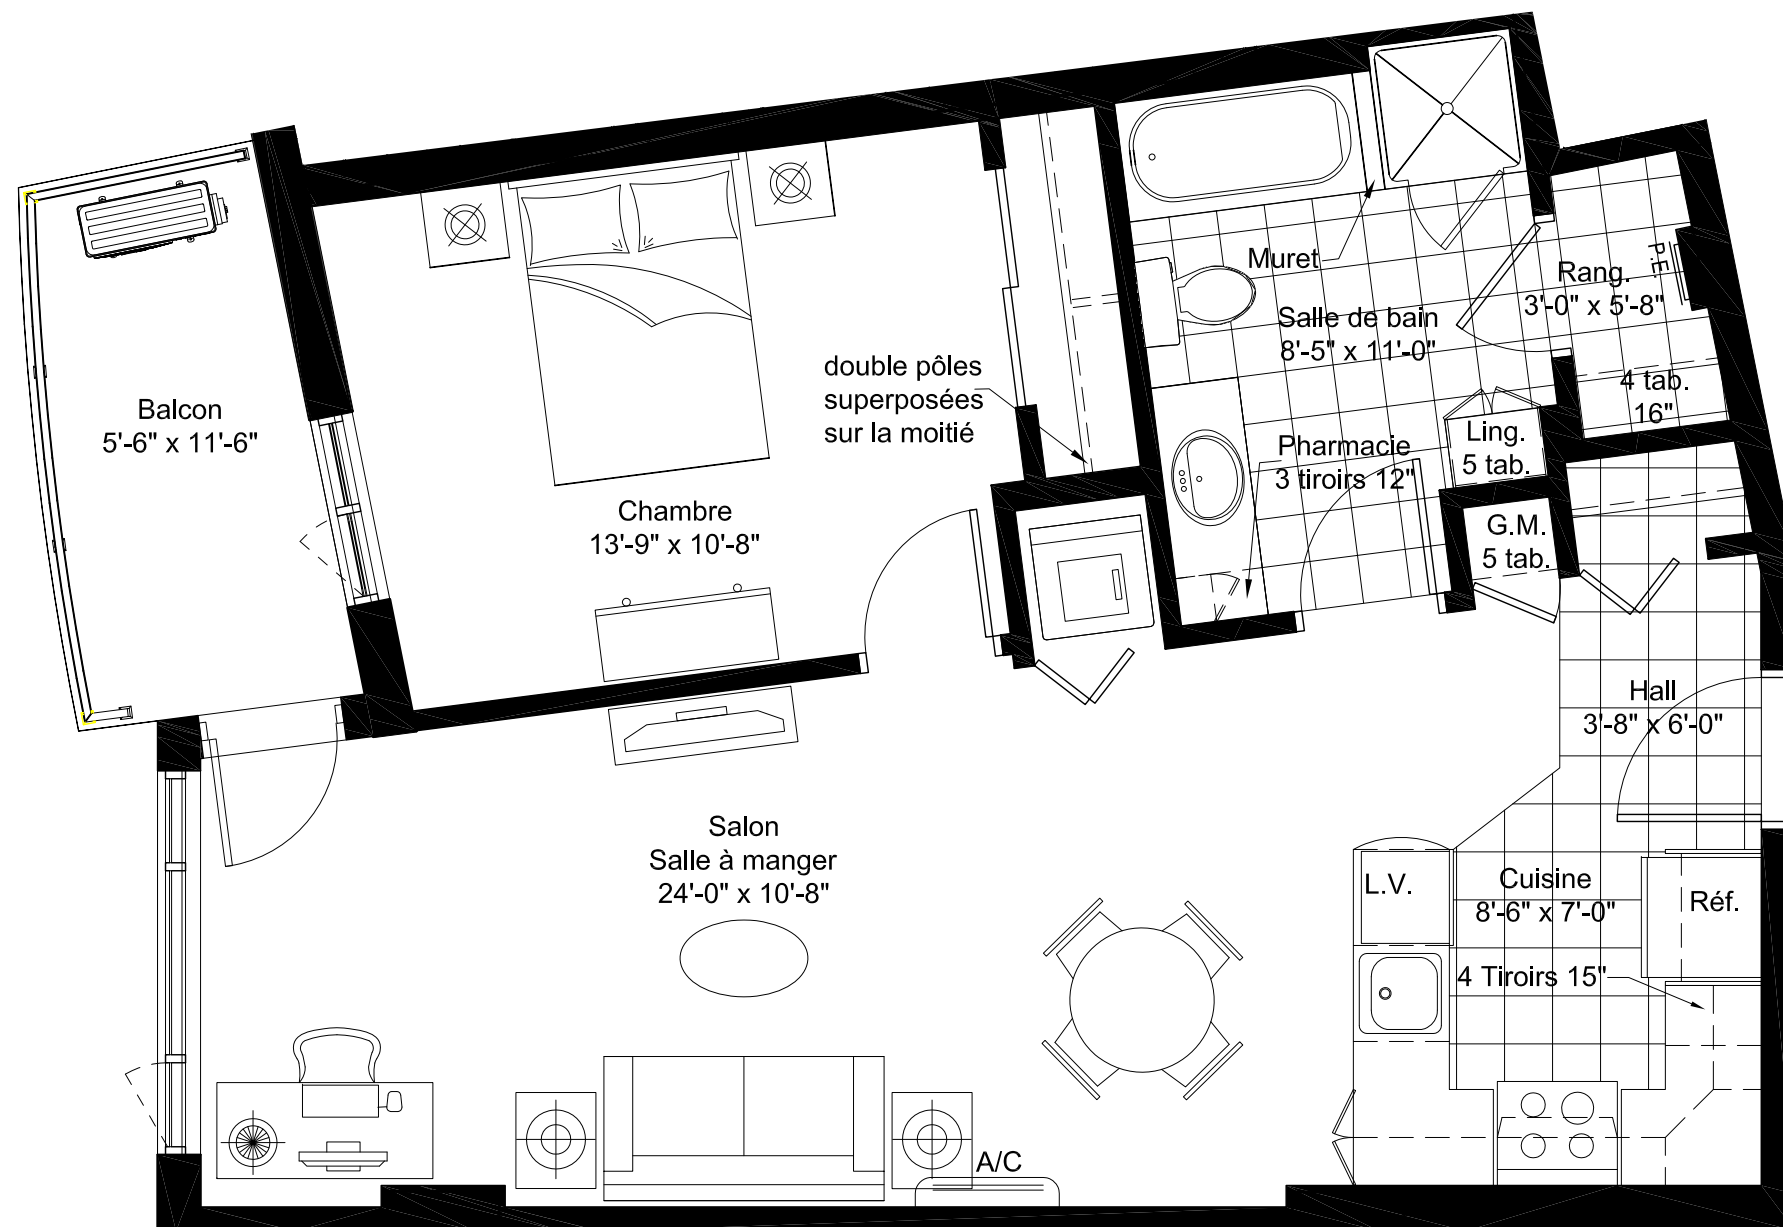 Muret
P.E.
Rang.
3'-0" x 5'-8"
Salle de bain
8'-5" x 11'-0"
double pôles
superposées
sur la moitié
4 tab.
16"
Balcon
5'-6" x 11'-6"
Pharmacie
3 tiroirs 12"
Ling.
5 tab.
Chambre
13'-9" x 10'-8"
G.M.
5 tab.
Hall
3'-8" x 6'-0"
Salon
Salle à manger
24'-0" x 10'-8"
L.V.
Cuisine
8'-6" x 7'-0"
Réf.
4 Tiroirs 15"
A/C